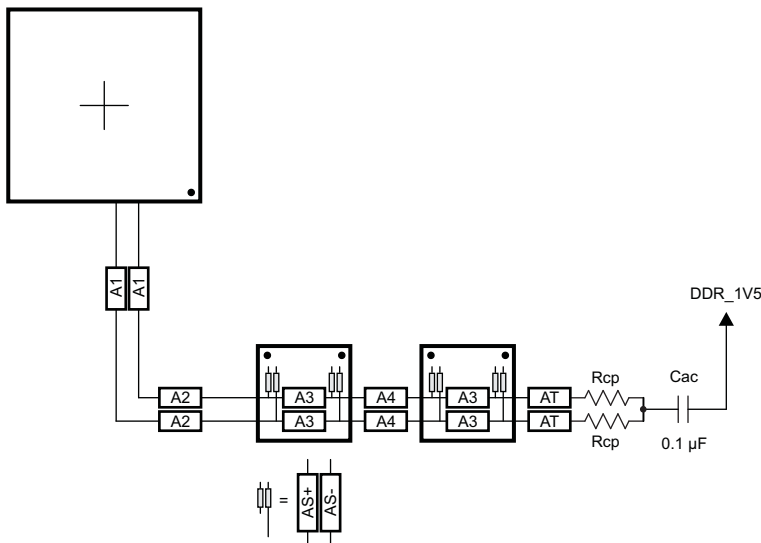 A1 A1
DDR_1V5
Rcp Cac
A2 A3 A4 A3 AT
A2 A3 A4 A3 AT
Rcp 0.1 µF
= AS+ AS-